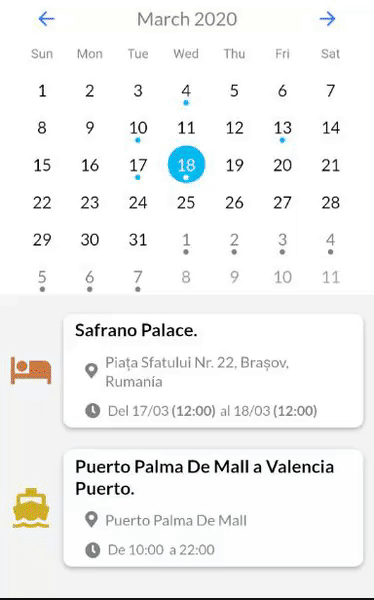 March 2020
Sun Mon Tue Wed Thu Fri Sat
1 2 3 4 5 6 7
8 9 10 11 12 13 14
15 16 17 18 19 20 21
22 23 24 25 26 27 28
29 30 31 1 2 3 4
5 6 7 8 9 10 11
Safrano Palace.
Piața Sfatului Nr. 22, Brașov,
Rumanía
Del 17/03 (12:00) al 18/03 (12:00)
Puerto Palma De Mall a Valencia
Puerto.
Puerto Palma De Mall
De 10:00 a 22:00